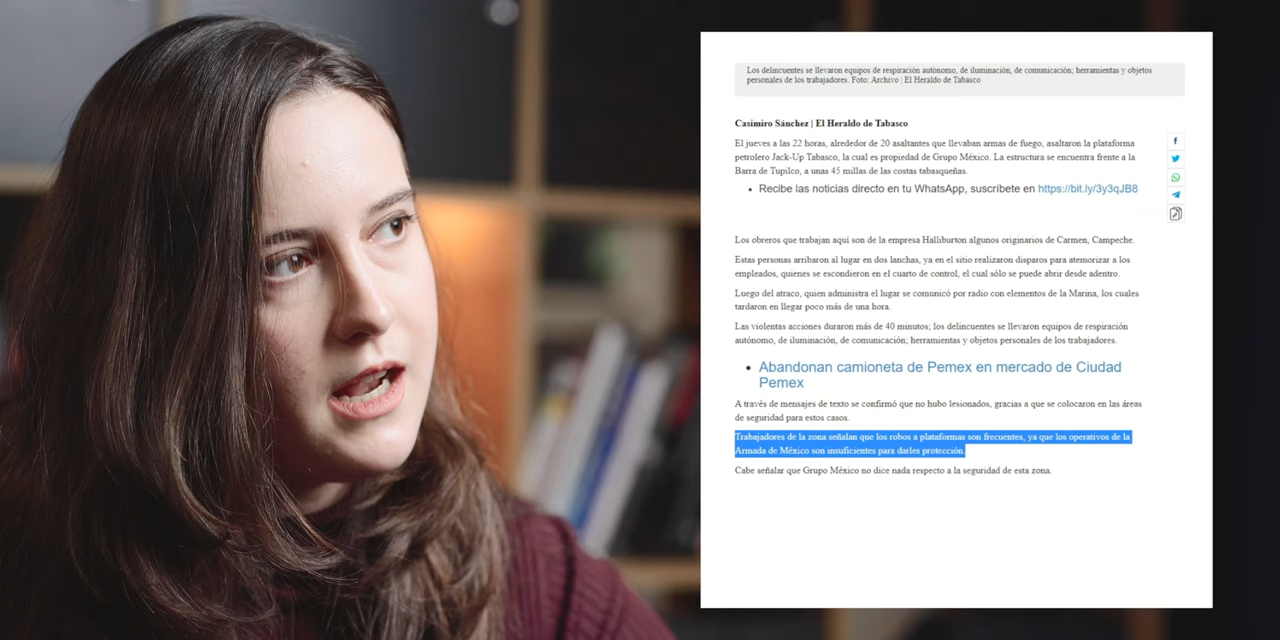 Los delincuentes se llevaron equipos de respiración autónomo, de iluminación, de comunicación; herramientas y objetos
personales de los trabajadores. Foto: Archivo | El Heraldo de Tabasco
Casimiro Sánchez | El Heraldo de Tabasco
El jueves a las 22 horas, alrededor de 20 asaltantes que llevaban armas de fuego, asaltaron la plataforma
petrolero Jack-Up Tabasco, la cual es propiedad de Grupo México. La estructura se encuentra frente a la
Barra de Tupilco, a unas 45 millas de las costas tabasqueñas.
• Recibe las noticias directo en tu WhatsApp, suscríbete en https://bit.ly/3y3qJB8
Los obreros que trabajan aquí son de la empresa Halliburton algunos originarios de Carmen, Campeche.
Estas personas arribaron al lugar en dos lanchas, ya en el sitio realizaron disparos para atemorizar a los
empleados, quienes se escondieron en el cuarto de control, el cual sólo se puede abrir desde adentro.
Luego del atraco, quien administra el lugar se comunicó por radio con elementos de la Marina, los cuales
tardaron en llegar poco más de una hora.
Las violentas acciones duraron más de 40 minutos; los delincuentes se llevaron equipos de respiración
autónomo, de iluminación, de comunicación; herramientas y objetos personales de los trabajadores.
• Abandonan camioneta de Pemex en mercado de Ciudad
Pemex
A través de mensajes de texto se confirmó que no hubo lesionados, gracias a que se colocaron en las áreas
de seguridad para estos casos.
Trabajadores de la zona señalan que los robos a plataformas son frecuentes, ya que los operativos de la
Armada de México son insuficientes para darles protección.
Cabe señalar que Grupo México no dice nada respecto a la seguridad de esta zona.